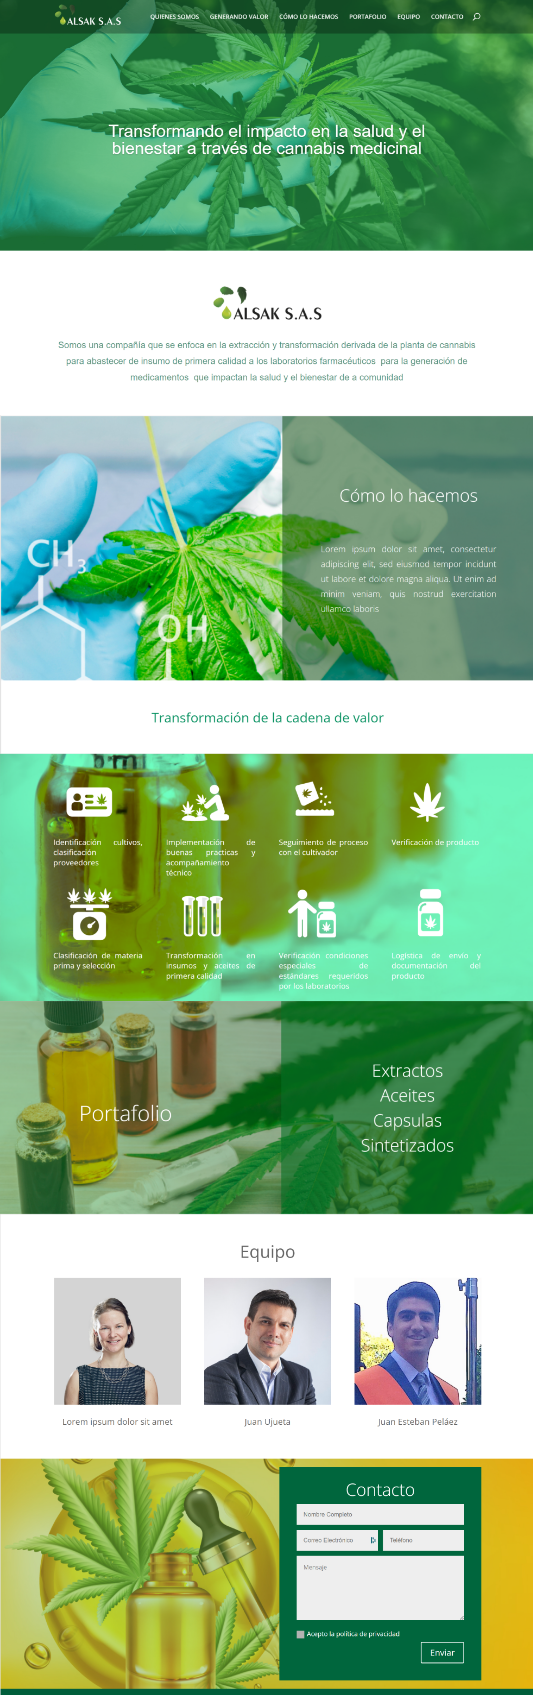 ALSAK S.A.S
QUIENES SOMOS GENERANDO VALOR CÓMO LO HACEMOS PORTAFOLIO EQUIPO CONTACTO
Transformando el impacto en la salud y el
bienestar a través de cannabis medicinal
ALSAK S.A.S
Somos una compañía que se enfoca en la extracción y transformación derivada de la planta de cannabis
para abastecer de insumo de primera calidad a los laboratorios farmacéuticos para la generación de
medicamentos que impactan la salud y el bienestar de a comunidad
CH3
OH
Cómo lo hacemos
Lorem ipsum dolor sit amet, consectetur
adipiscing elit, sed eiusmod tempor incidunt
ut labore et dolore magna aliqua. Ut enim ad
minim veniam, quis nostrud exercitation
ullamco laboris
Transformación de la cadena de valor
Identificación cultivos,
clasificación
proveedores
Implementación de
buenas prácticas y
acompañamiento
técnico
Seguimiento de proceso
con el cultivador
Verificación de producto
Clasificación de materia
prima y selección
Transformación en
insumos y aceites de
primera calidad
Verificación condiciones
especiales de
estándares requeridos
por los laboratorios
Logística de envío y
documentación del
producto
Portafolio
Extractos
Aceites
Capsulas
Sintetizados
Equipo
Lorem ipsum dolor sit amet
Juan Ujueta
Juan Esteban Peláez
Contacto
Nombre Completo
Correo Electrónico
Teléfono
Mensaje
Acepto la política de privacidad
Enviar